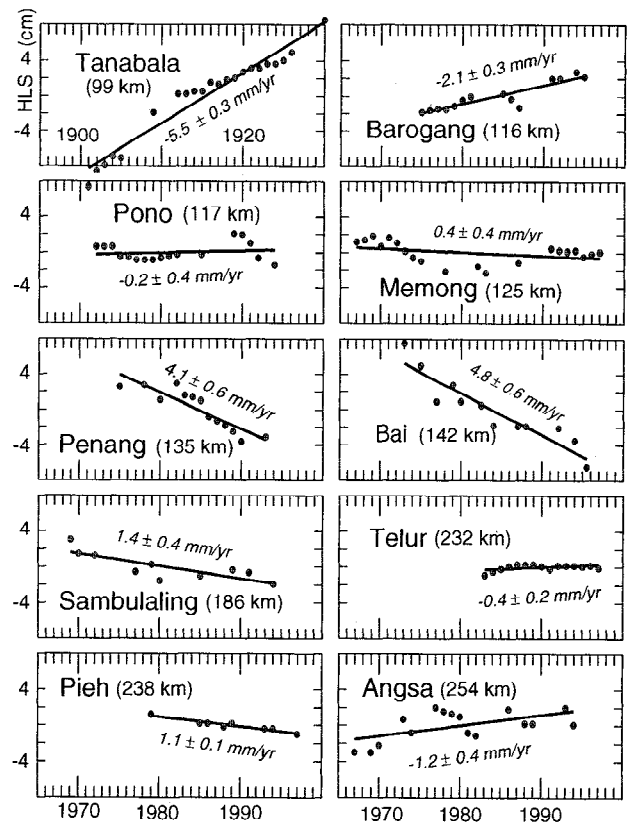 HLS (cm)
4
-4
Tanabala
(99 km)
-5.5 ± 0.3 mm/yr
1900
1920
-2.1 ± 0.3 mm/yr
Barogang (116 km)
4
-4
Pono (117 km)
-0.2 ± 0.4 mm/yr
0.4 ± 0.4 mm/yr
Memong (125 km)
4
-4
4.1 ± 0.6 mm/yr
Penang (135 km)
4.8 ± 0.6 mm/yr
Bai (142 km)
4
-4
1.4 ± 0.4 mm/yr
Sambulaling (186 km)
Telur (232 km)
-0.4 ± 0.2 mm/yr
4
-4
Pieh (238 km)
1.1 ± 0.1 mm/yr
Angsa (254 km)
-1.2 ± 0.4 mm/yr
1970 1980 1990
1970 1980 1990